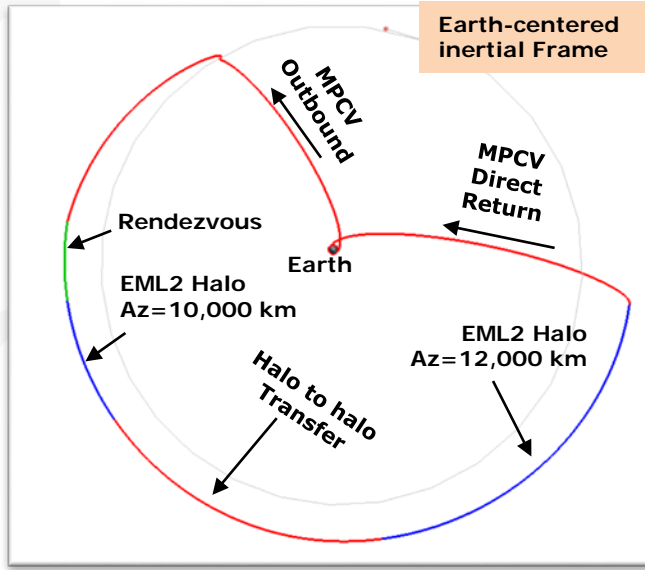 Earth-centered
inertial Frame
MPCV
Outbound
MPCV
Direct
Return
Rendezvous
Earth
EML2 Halo
Az=10,000 km
EML2 Halo
Az=12,000 km
Halo to halo
Transfer